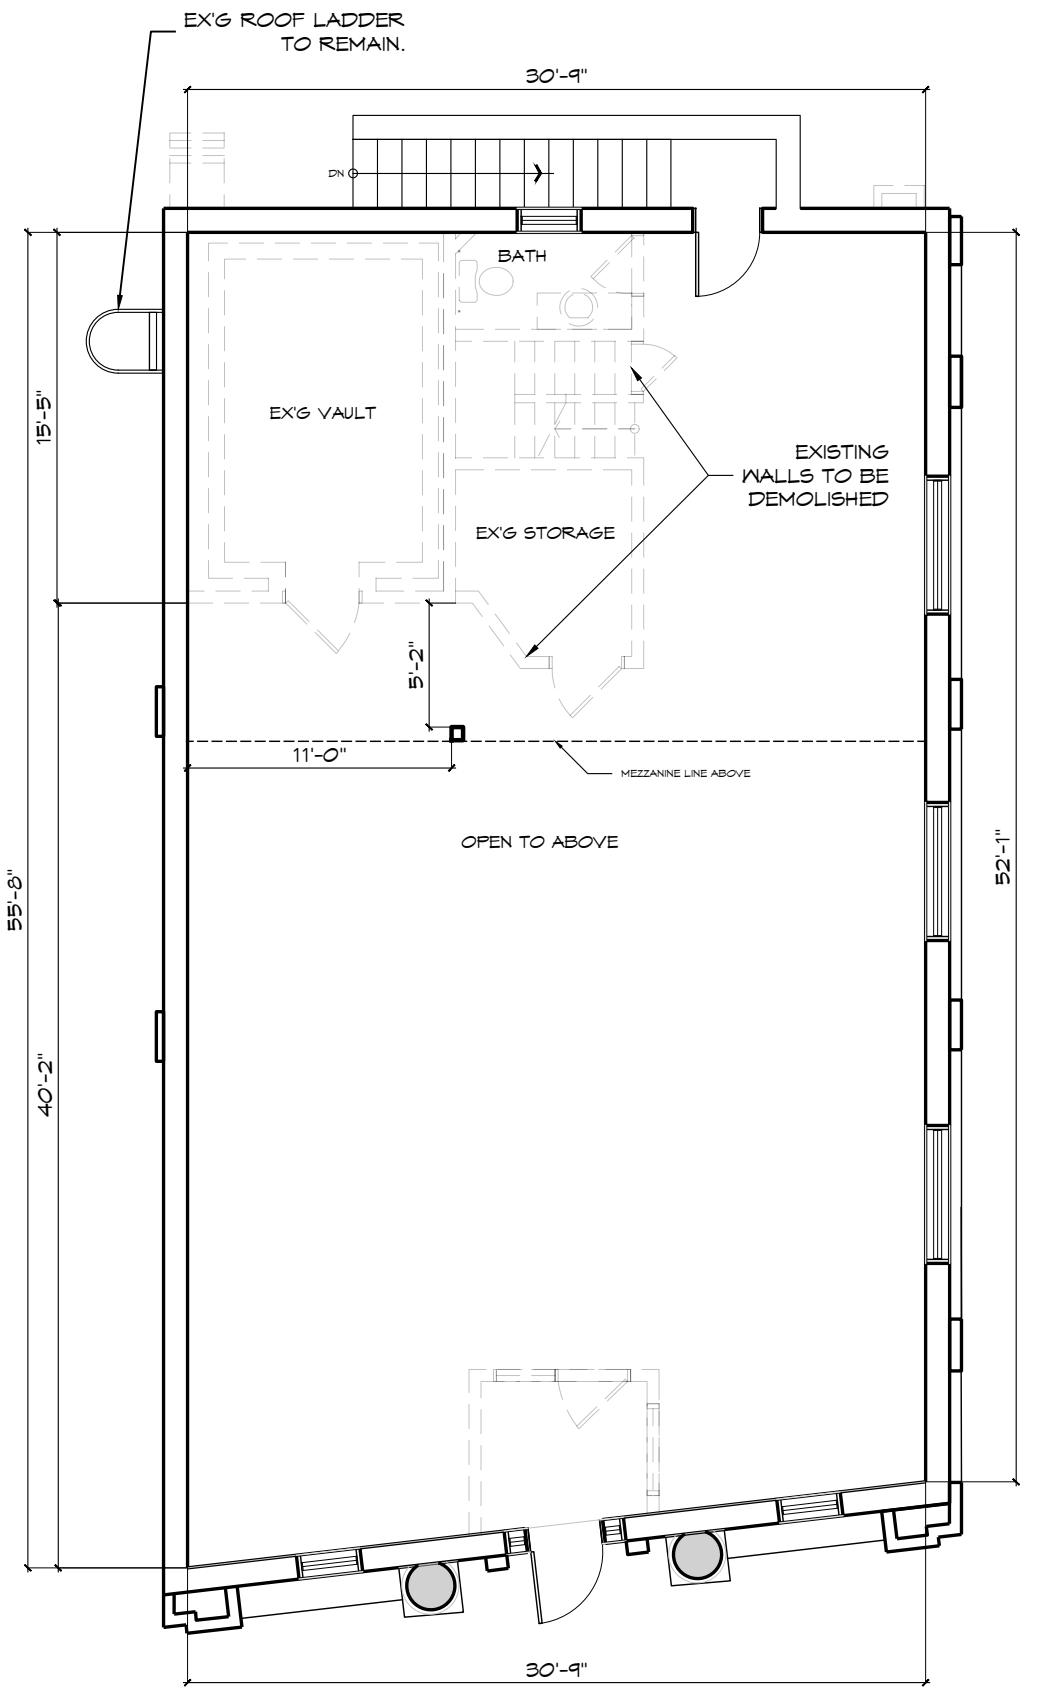 EX'G ROOF LADDER
TO REMAIN.
30'-9"
DN
BATH
15'-5"
EX'G VAULT
EXISTING
WALLS TO BE
DEMOLISHED
EX'G STORAGE
5'-2"
11'-0"
MEZZANINE LINE ABOVE
OPEN TO ABOVE
55'-8"
52'-1"
40'-2"
30'-9"